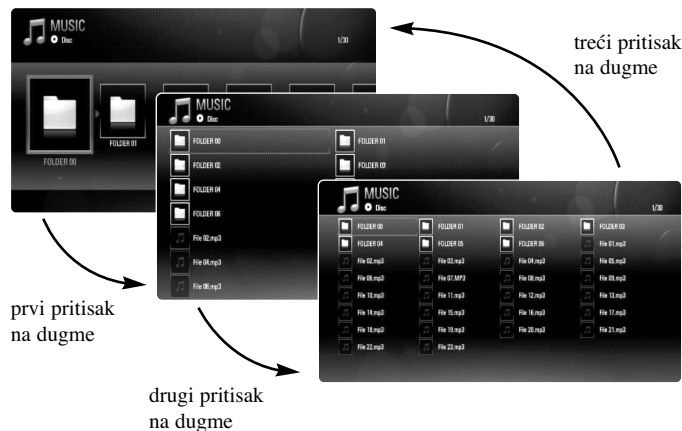 MUSIC
Disc
1/30
FOLDER 00
FOLDER 01
treći pritisak
na dugme
MUSIC
Disc
1/30
FOLDER 00
FOLDER 01
FOLDER 02
FOLDER 03
FOLDER 04
FOLDER 06
File 02.mp3
File 04.mp3
File 06.mp3
MUSIC
Disc
1/30
FOLDER 00 FOLDER 01 FOLDER 02 FOLDER 03
FOLDER 04 FOLDER 05 FOLDER 06 File 01.mp3
File 02.mp3 File 03.mp3 File 04.mp3 File 05.mp3
File 06.mp3 File 07.MP3 File 08.mp3 File 09.mp3
File 10.mp3 File 11.mp3 File 12.mp3 File 13.mp3
File 14.mp3 File 15.mp3 File 16.mp3 File 17.mp3
File 18.mp3 File 19.mp3 File 20.mp3 File 21.mp3
File 22.mp3 File 23.mp3
prvi pritisak
na dugme
drugi pritisak
na dugme